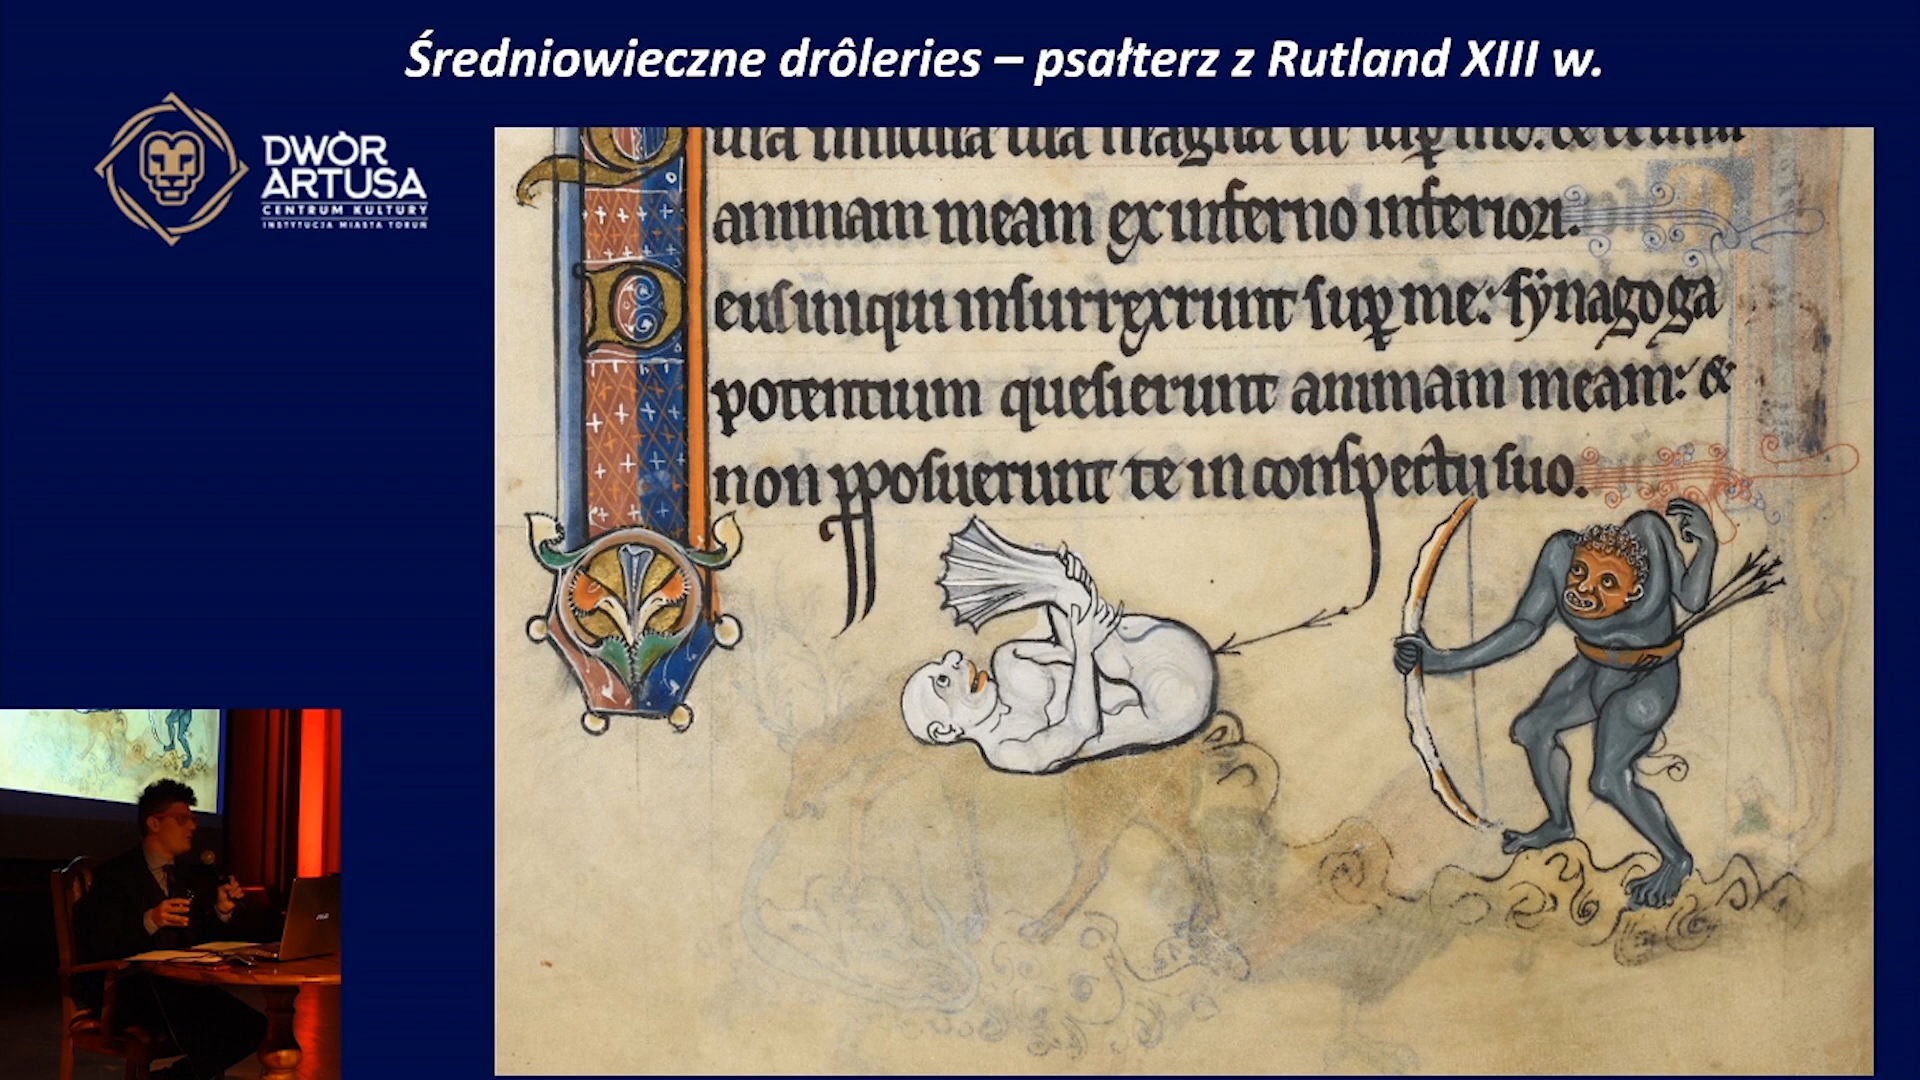 Średniowieczne drôleries – psałterz z Rutland XIII w.
DWÓR
ARTUSA
CENTRUM KULTURY
INSTYTUCJA MIASTA TORUŃ
animam meam ex inferno inferiori.
eus iniqui insurrexerunt sup me: synagoga
potentium quesierunt animam meam: &
non pposuerunt te in conspectu suo.